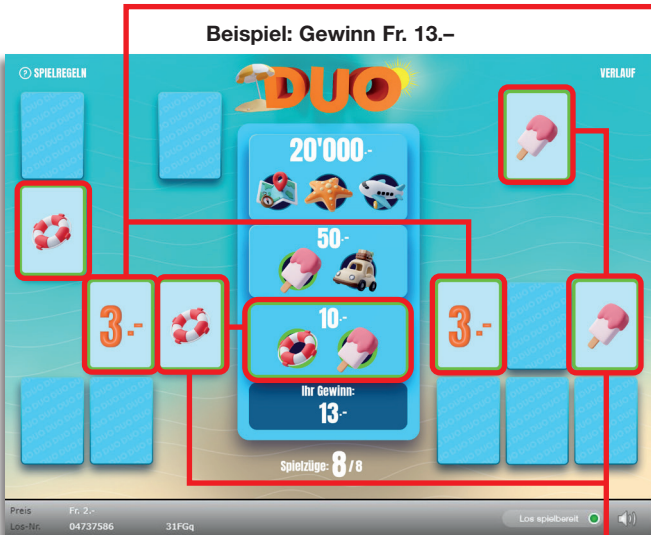 Beispiel: Gewinn Fr. 13.–
? SPIELREGELN
DUO
VERLAUF
20'000.-
50.-
3.-
10.-
3.-
Ihr Gewinn:
13.-
Spielzüge: 8/8
Preis Fr. 2.-
Los-Nr. 04737586 31FGq
Los spielbereit